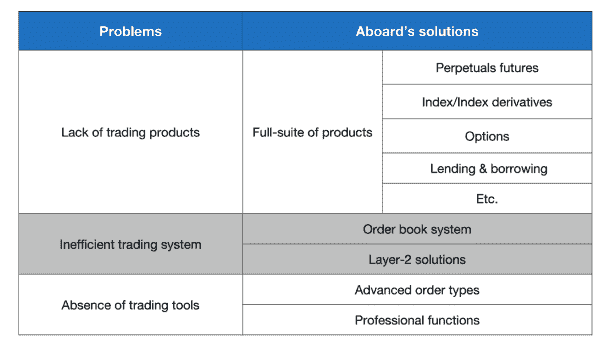 Problems
Aboard's solutions
Lack of trading products
Full-suite of products
Perpetuals futures
Index/Index derivatives
Options
Lending & borrowing
Etc.
Inefficient trading system
Order book system
Layer-2 solutions
Absence of trading tools
Advanced order types
Professional functions